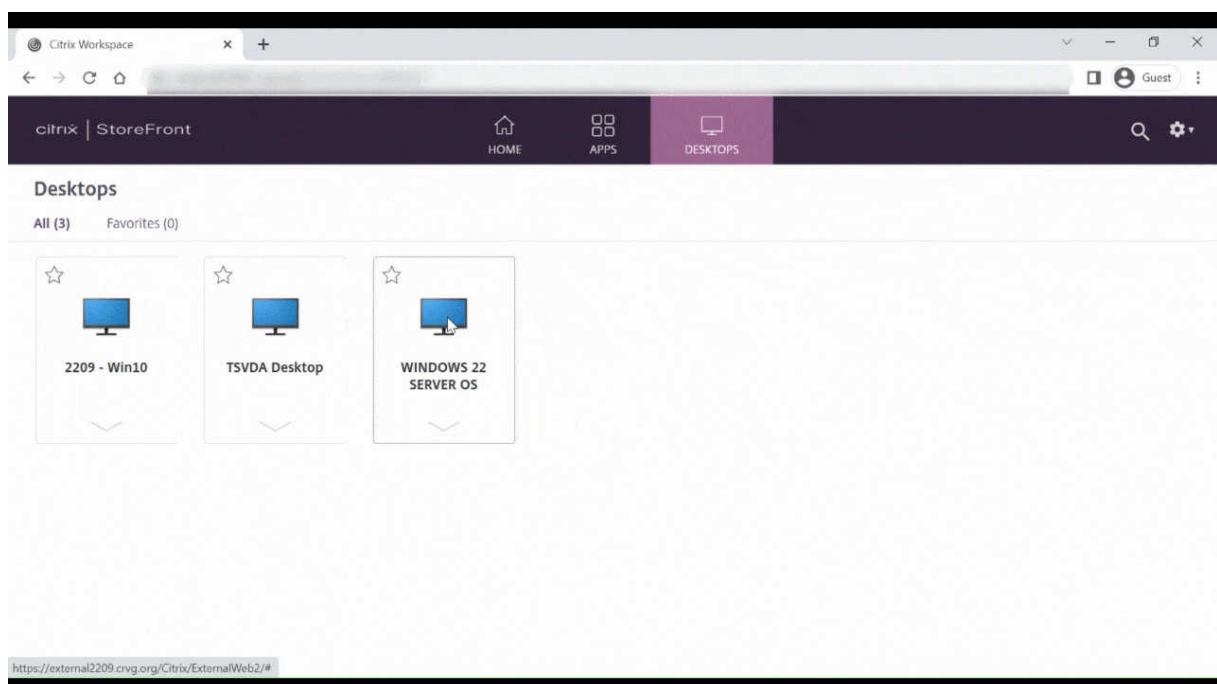 Citrix Workspace
Guest
citrix | StoreFront
HOME
APPS
DESKTOPS
Desktops
All (3)
Favorites (0)
2209 - Win10
TSVDA Desktop
WINDOWS 22
SERVER OS
https://external2209.crvg.org/Citrix/ExternalWeb2/#